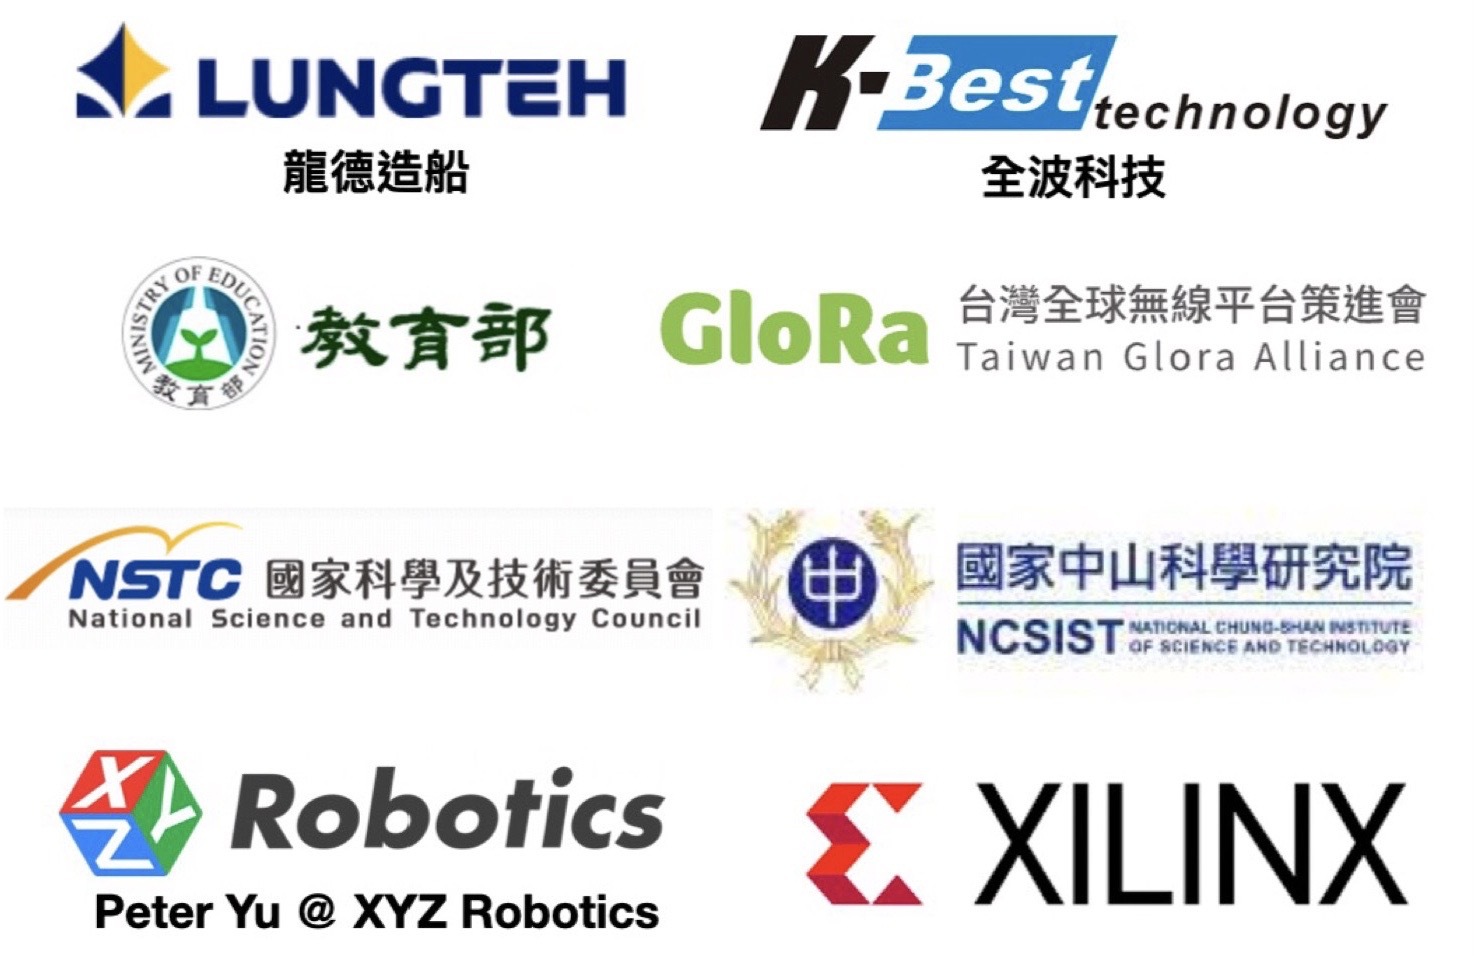 LUNGTEH
龍德造船
K-Best technology
全波科技
MINISTRY OF EDUCATION
教育部
教育部
GloRa
台灣全球無線平台策進會
Taiwan Glora Alliance
NSTC 國家科學及技術委員會
National Science and Technology Council
中
國家中山科學研究院
NCSIST NATIONAL CHUNG-SHAN INSTITUTE
OF SCIENCE AND TECHNOLOGY
XYZ Robotics
Peter Yu @ XYZ Robotics
XILINX